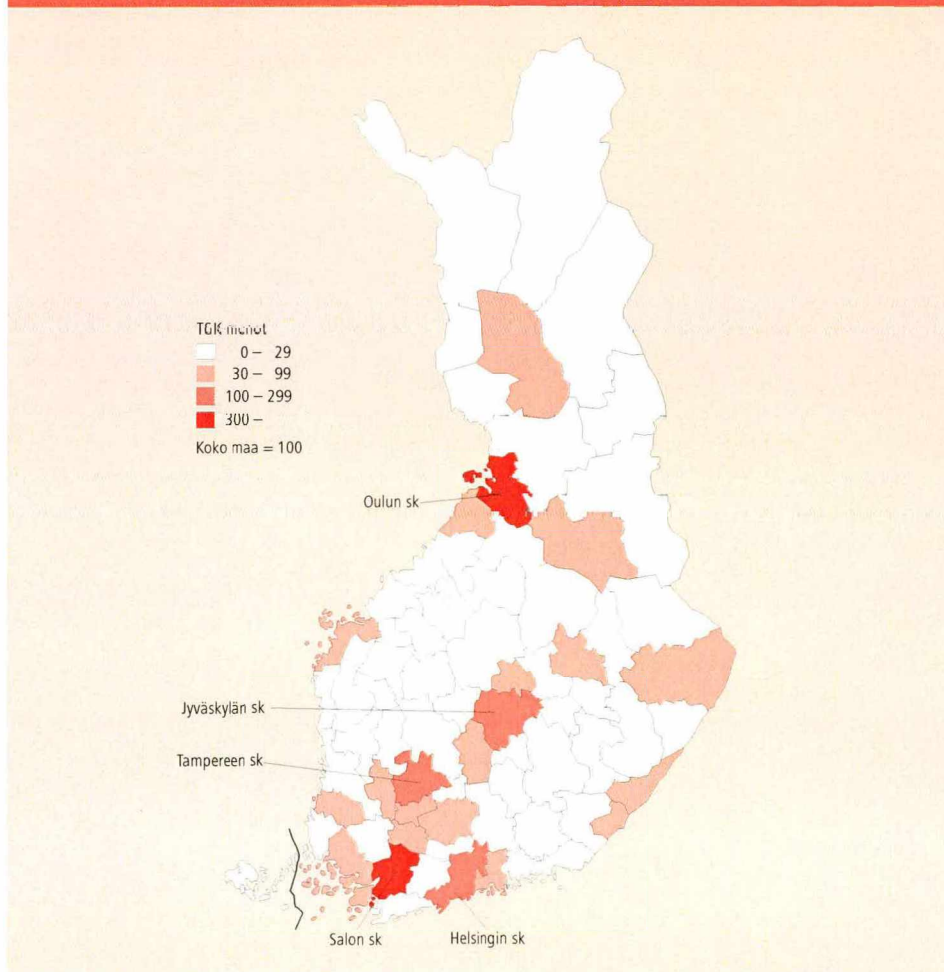 T&K-menot
0 – 29
30 – 99
100 – 299
300 –
Koko maa = 100
Oulun sk
Jyväskylän sk
Tampereen sk
Salon sk
Helsingin sk